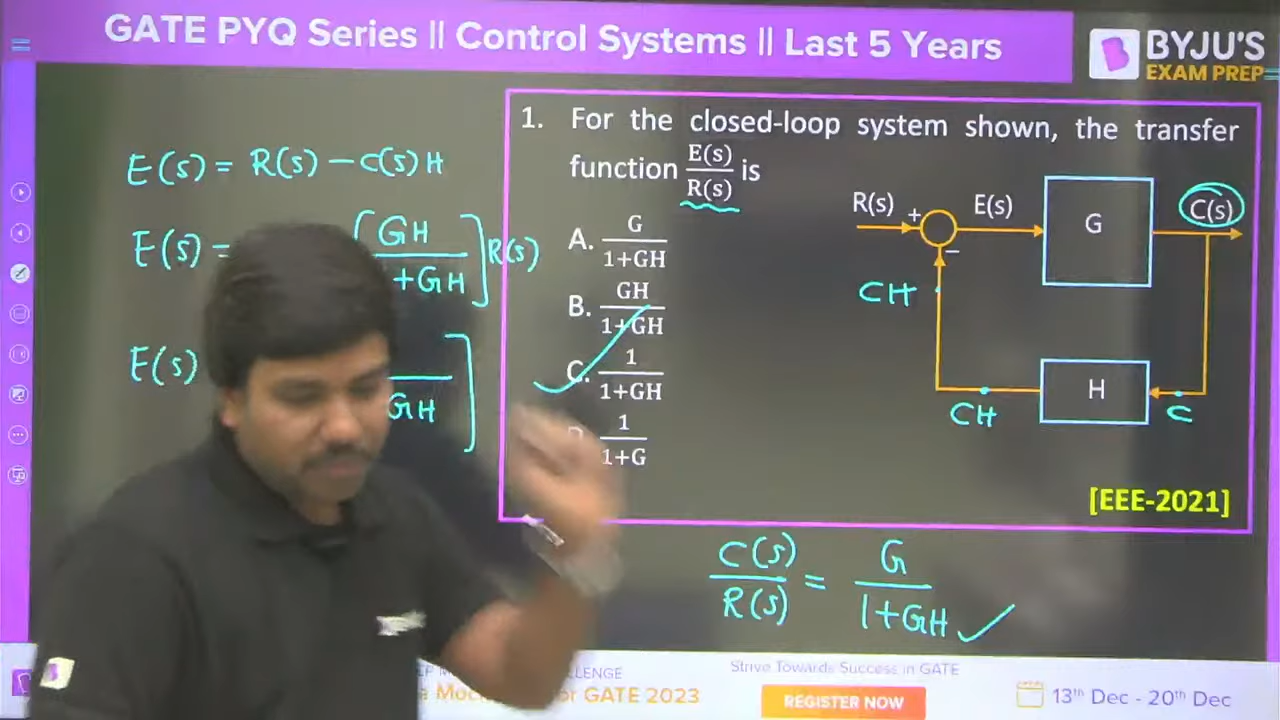 GATE PYQ Series || Control Systems || Last 5 Years
BYJU'S
EXAM PREP
E(s) = R(s) - C(s) H
E(s) = [GH / +GH] R(s)
E(s) GH ]
1. For the closed-loop system shown, the transfer
function E(s)/R(s) is
A. G/1+GH
B. GH/1+GH
C. 1/1+GH
1/1+G
R(s) + E(s) G C(s)
−
CH
H
CH C
[EEE-2021]
C(s)/R(s) = G/1+GH
Strive Towards Success in GATE
GATE 2023
REGISTER NOW
13th Dec - 20th Dec